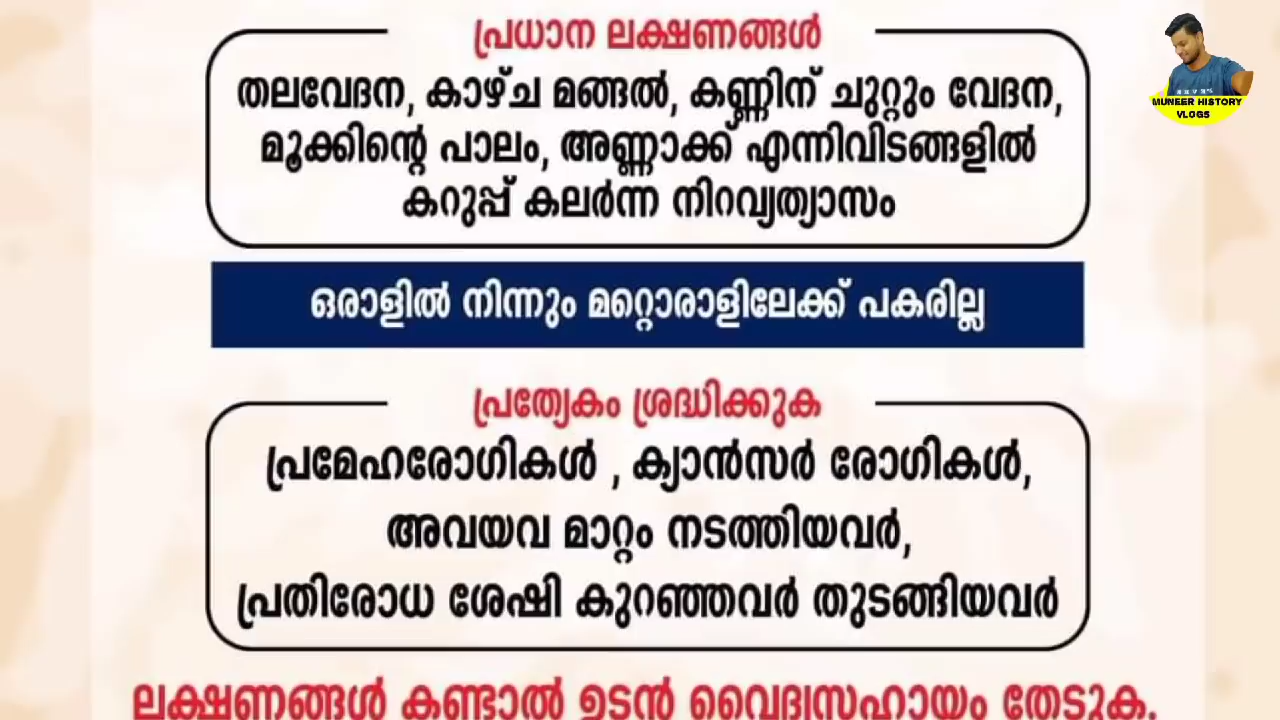 പ്രധാന ലക്ഷണങ്ങൾ
തലവേദന, കാഴ്ച മങ്ങൽ, കണ്ണിന് ചുറ്റും വേദന,
മൂക്കിന്റെ പാലം, അണ്ണാക്ക് എന്നിവിടങ്ങളിൽ
കറുപ്പ് കലർന്ന നിറവ്യത്യാസം
ഒരാളിൽ നിന്നും മറ്റൊരാളിലേക്ക് പകരില്ല
പ്രത്യേകം ശ്രദ്ധിക്കുക
പ്രമേഹരോഗികൾ , ക്യാൻസർ രോഗികൾ,
അവയവ മാറ്റം നടത്തിയവർ,
പ്രതിരോധ ശേഷി കുറഞ്ഞവർ തുടങ്ങിയവർ
ലക്ഷണങ്ങൾ കണ്ടാൽ ഉടൻ വൈദ്യസഹായം തേടുക.
MUNEER HISTORY
VLOGS